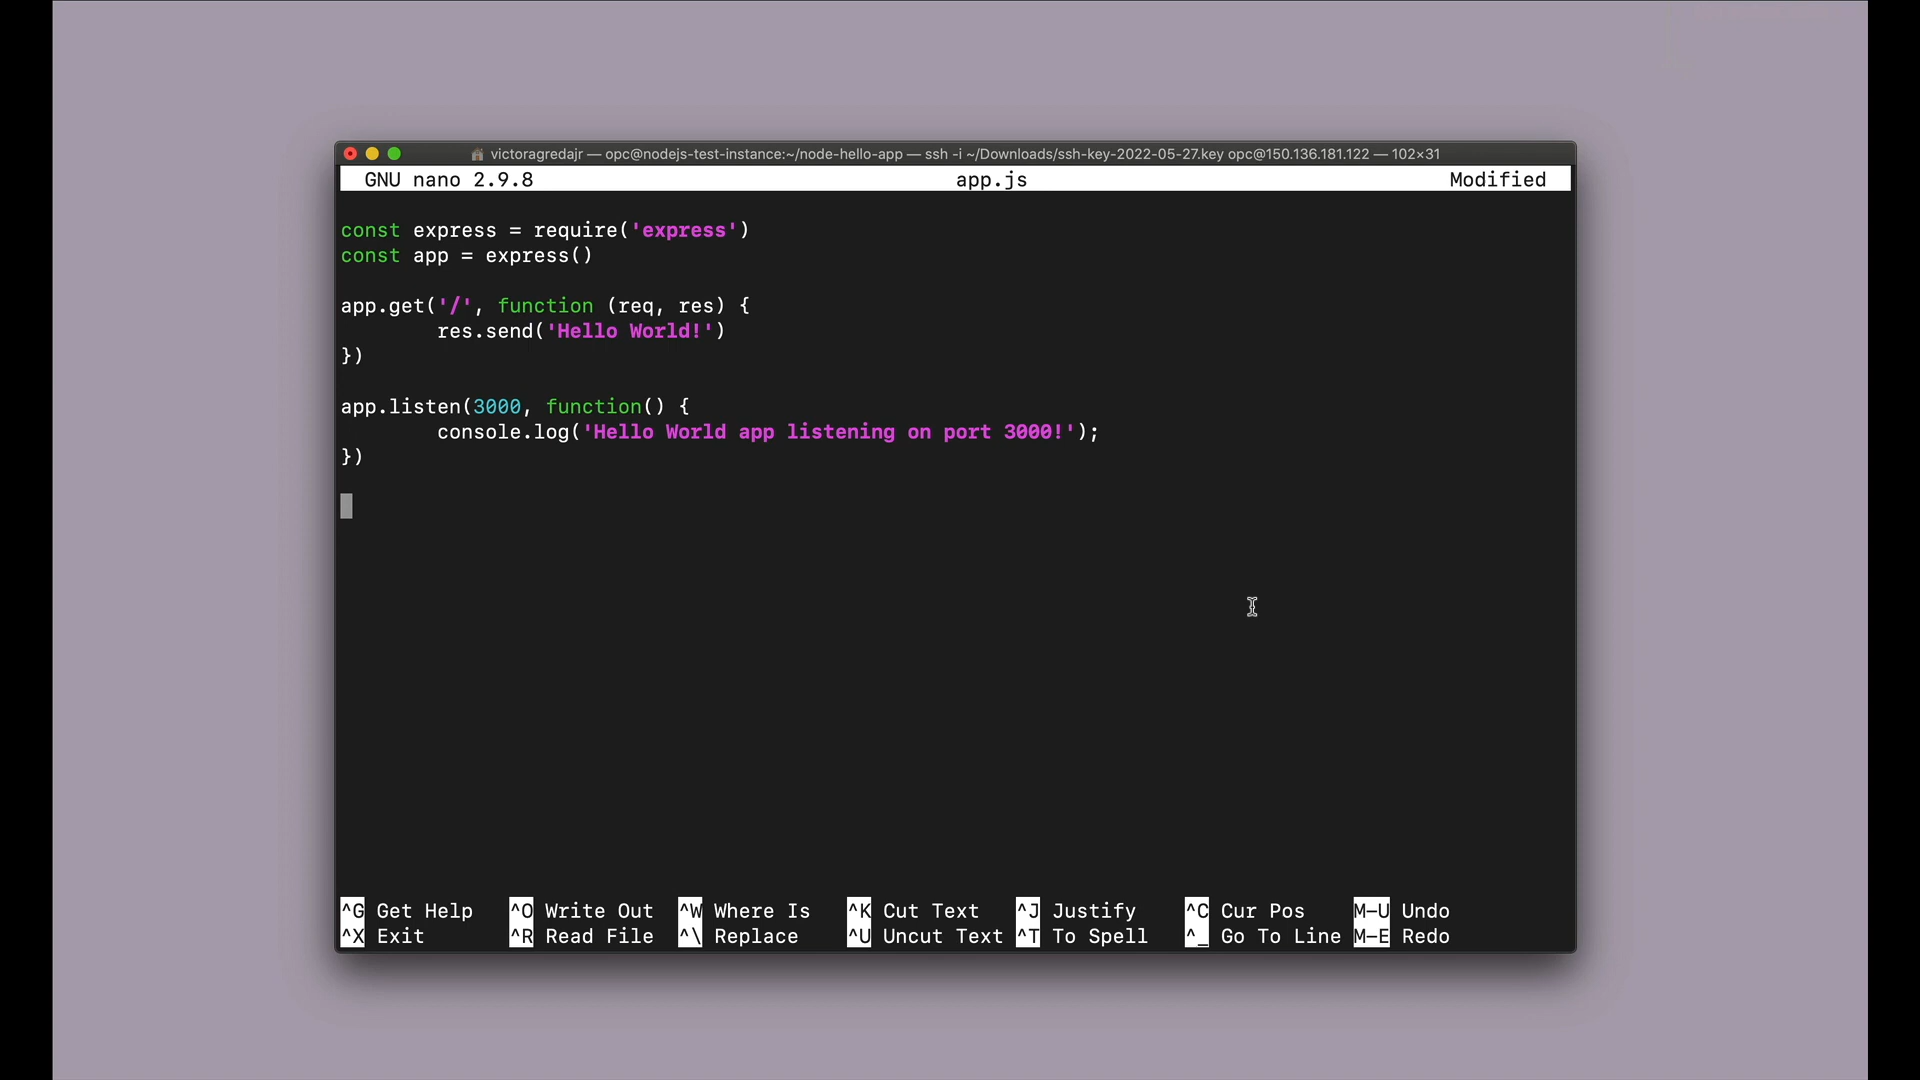 victoragredajr — opc@nodejs-test-instance:~/node-hello-app — ssh -i ~/Downloads/ssh-key-2022-05-27.key opc@150.136.181.122 — 102×31
GNU nano 2.9.8 app.js Modified
const express = require('express')
const app = express()
app.get('/', function (req, res) {
res.send('Hello World!')
})
app.listen(3000, function() {
console.log('Hello World app listening on port 3000!');
})
^G Get Help ^O Write Out ^W Where Is ^K Cut Text ^J Justify ^C Cur Pos M-U Undo
^X Exit ^R Read File ^\ Replace ^U Uncut Text ^T To Spell ^_ Go To Line M-E Redo